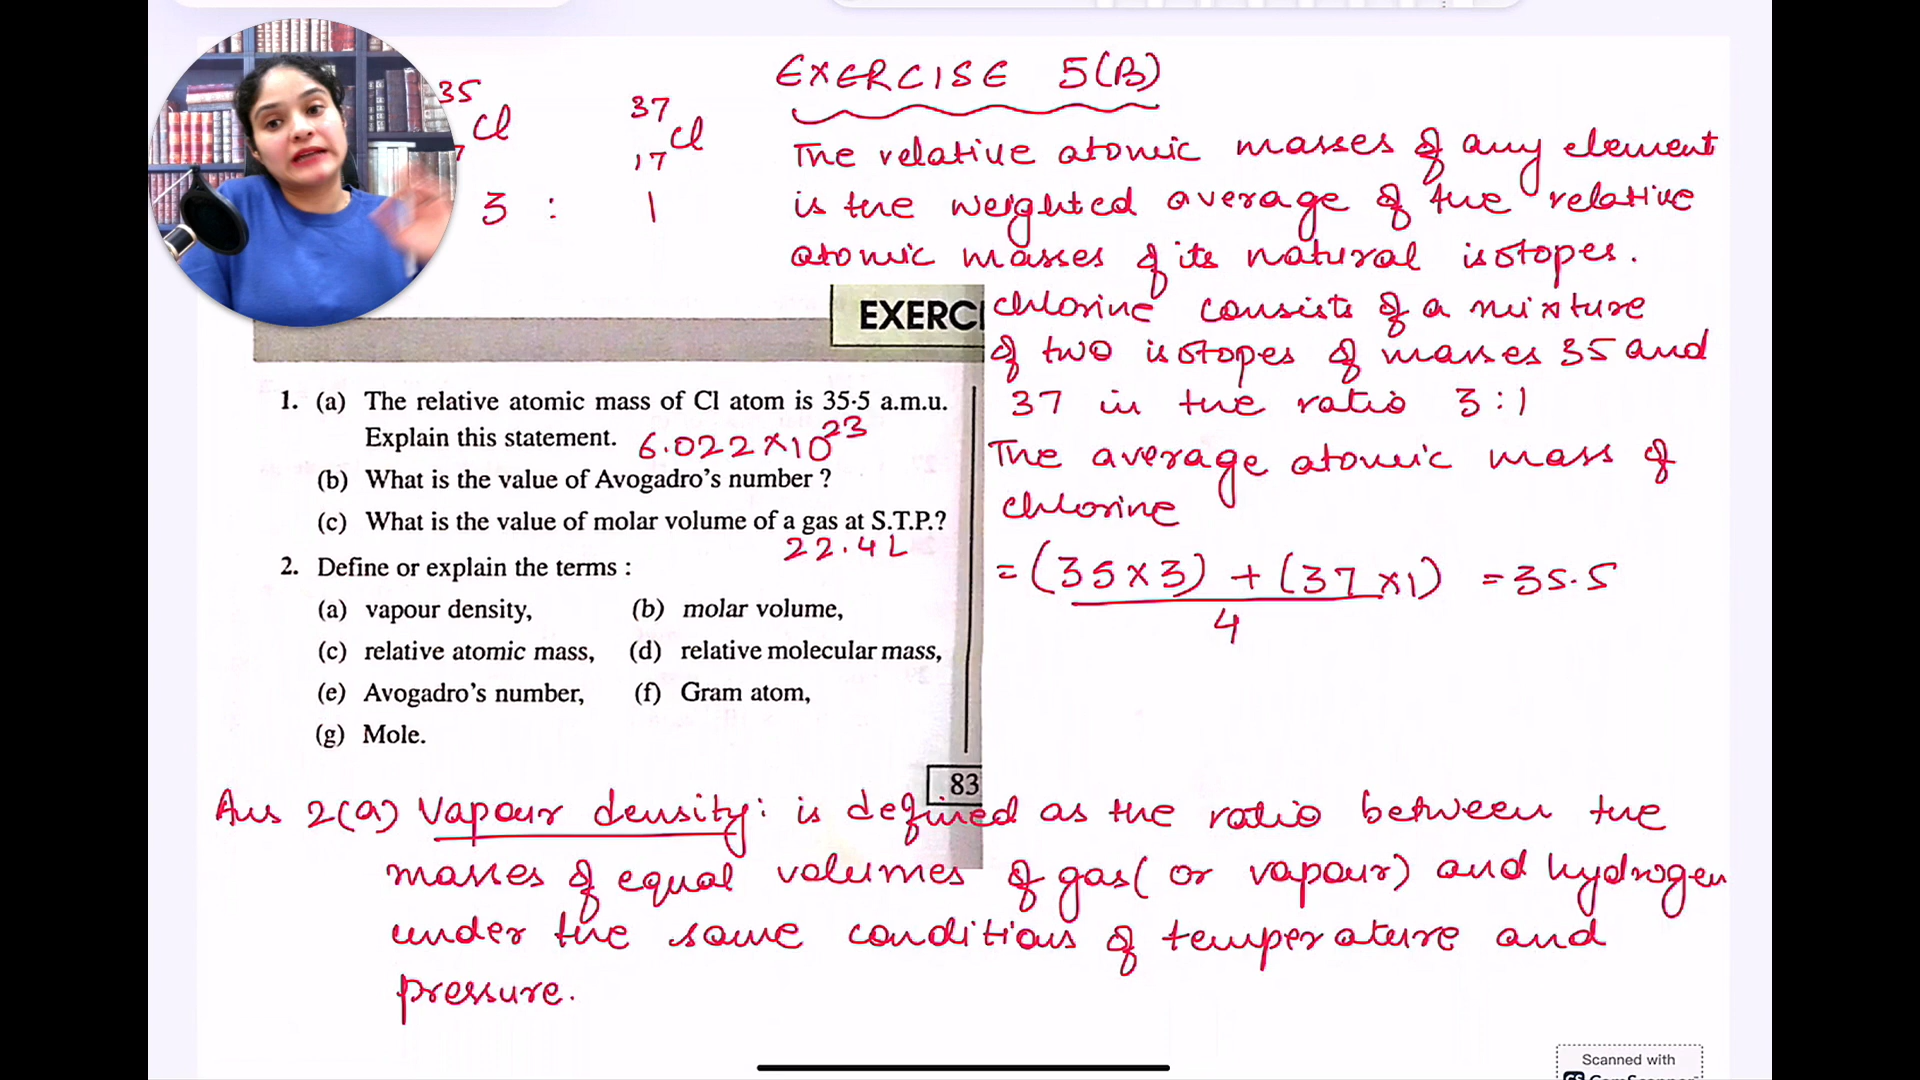 EXERCISE 5(B)
35
Cl
37
Cl
17
3 : 1
The relative atomic masses of any element
is the weighted average of the relative
atomic masses of its natural isotopes.
chlorine consists of a mixture
of two isotopes of masses 35 and
37 in the ratio 3:1
The average atomic mass of
chlorine
= (35×3) + (37×1) = 35.5
4
EXERCI
1. (a) The relative atomic mass of Cl atom is 35·5 a.m.u.
Explain this statement. 6.022×10²³
(b) What is the value of Avogadro's number ?
(c) What is the value of molar volume of a gas at S.T.P.?
22.4L
2. Define or explain the terms :
(a) vapour density, (b) molar volume,
(c) relative atomic mass, (d) relative molecular mass,
(e) Avogadro's number, (f) Gram atom,
(g) Mole.
83
Ans 2(a) Vapour density: is defined as the ratio between the
masses of equal volumes of gas( or vapour) and hydrogen
under the same conditions of temperature and
pressure.
Scanned with